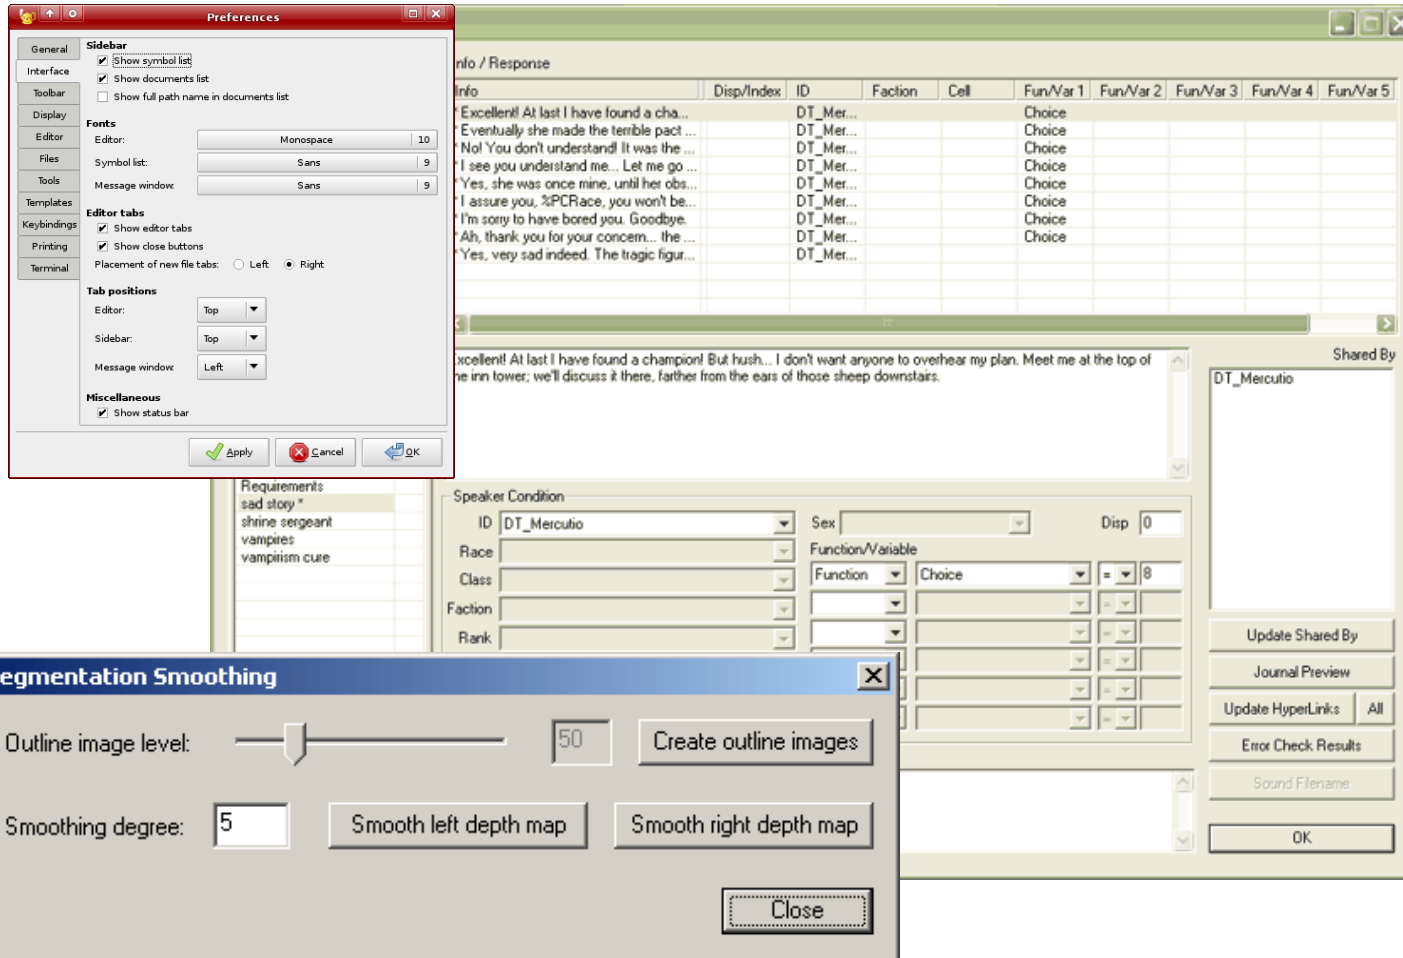 Preferences
General
Interface
Toolbar
Display
Editor
Files
Tools
Templates
Keybindings
Printing
Terminal
Sidebar
Show symbol list
Show documents list
Show full path name in documents list
Fonts
Editor: Monospace 10
Symbol list: Sans 9
Message window: Sans 9
Editor tabs
Show editor tabs
Show close buttons
Placement of new file tabs: Left Right
Tab positions
Editor: Top
Sidebar: Top
Message window: Left
Miscellaneous
Show status bar
Apply Cancel OK
nfo / Response
Info Disp/Index ID Faction Cell Fun/Var 1 Fun/Var 2 Fun/Var 3 Fun/Var 4 Fun/Var 5
* Excellent! At last I have found a cha... DT_Mer... Choice
* Eventually she made the terrible pact ... DT_Mer... Choice
* No! You don't understand! It was the ... DT_Mer... Choice
* I see you understand me... Let me go ... DT_Mer... Choice
* Yes, she was once mine, until her obs... DT_Mer... Choice
* I assure you, %PCRace, you won't be... DT_Mer... Choice
* I'm sorry to have bored you. Goodbye. DT_Mer... Choice
* Ah, thank you for your concern... the ... DT_Mer... Choice
* Yes, very sad indeed. The tragic figur... DT_Mer...
xcellent! At last I have found a champion! But hush... I don't want anyone to overhear my plan. Meet me at the top of
he inn tower; we'll discuss it there, farther from the ears of those sheep downstairs.
Shared By
DT_Mercutio
Requirements
sad story *
shrine sergeant
vampires
vampirism cure
Speaker Condition
ID DT_Mercutio Sex Disp 0
Race
Class
Faction
Rank
Function/Variable
Function Choice = 8
=
=
=
=
=
Update Shared By
Journal Preview
Update HyperLinks All
Error Check Results
Sound Filename
OK
egmentation Smoothing
Outline image level: 50 Create outline images
Smoothing degree: 5 Smooth left depth map Smooth right depth map
Close